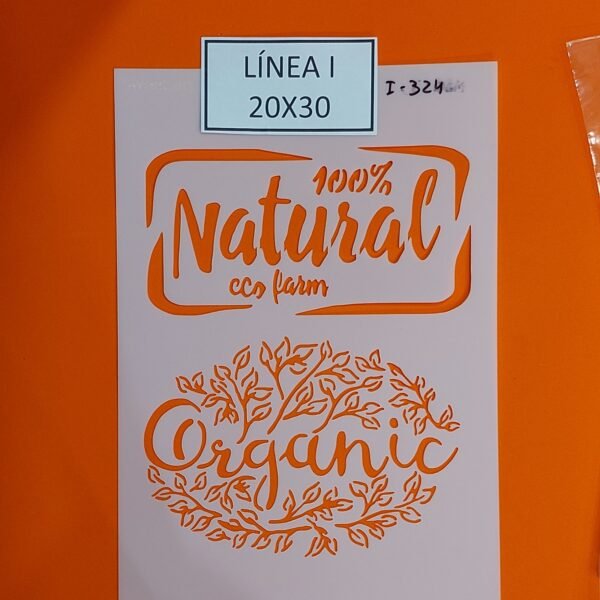 LÍNEA I
20X30
I-324
100%
Natural
eco farm
Organic